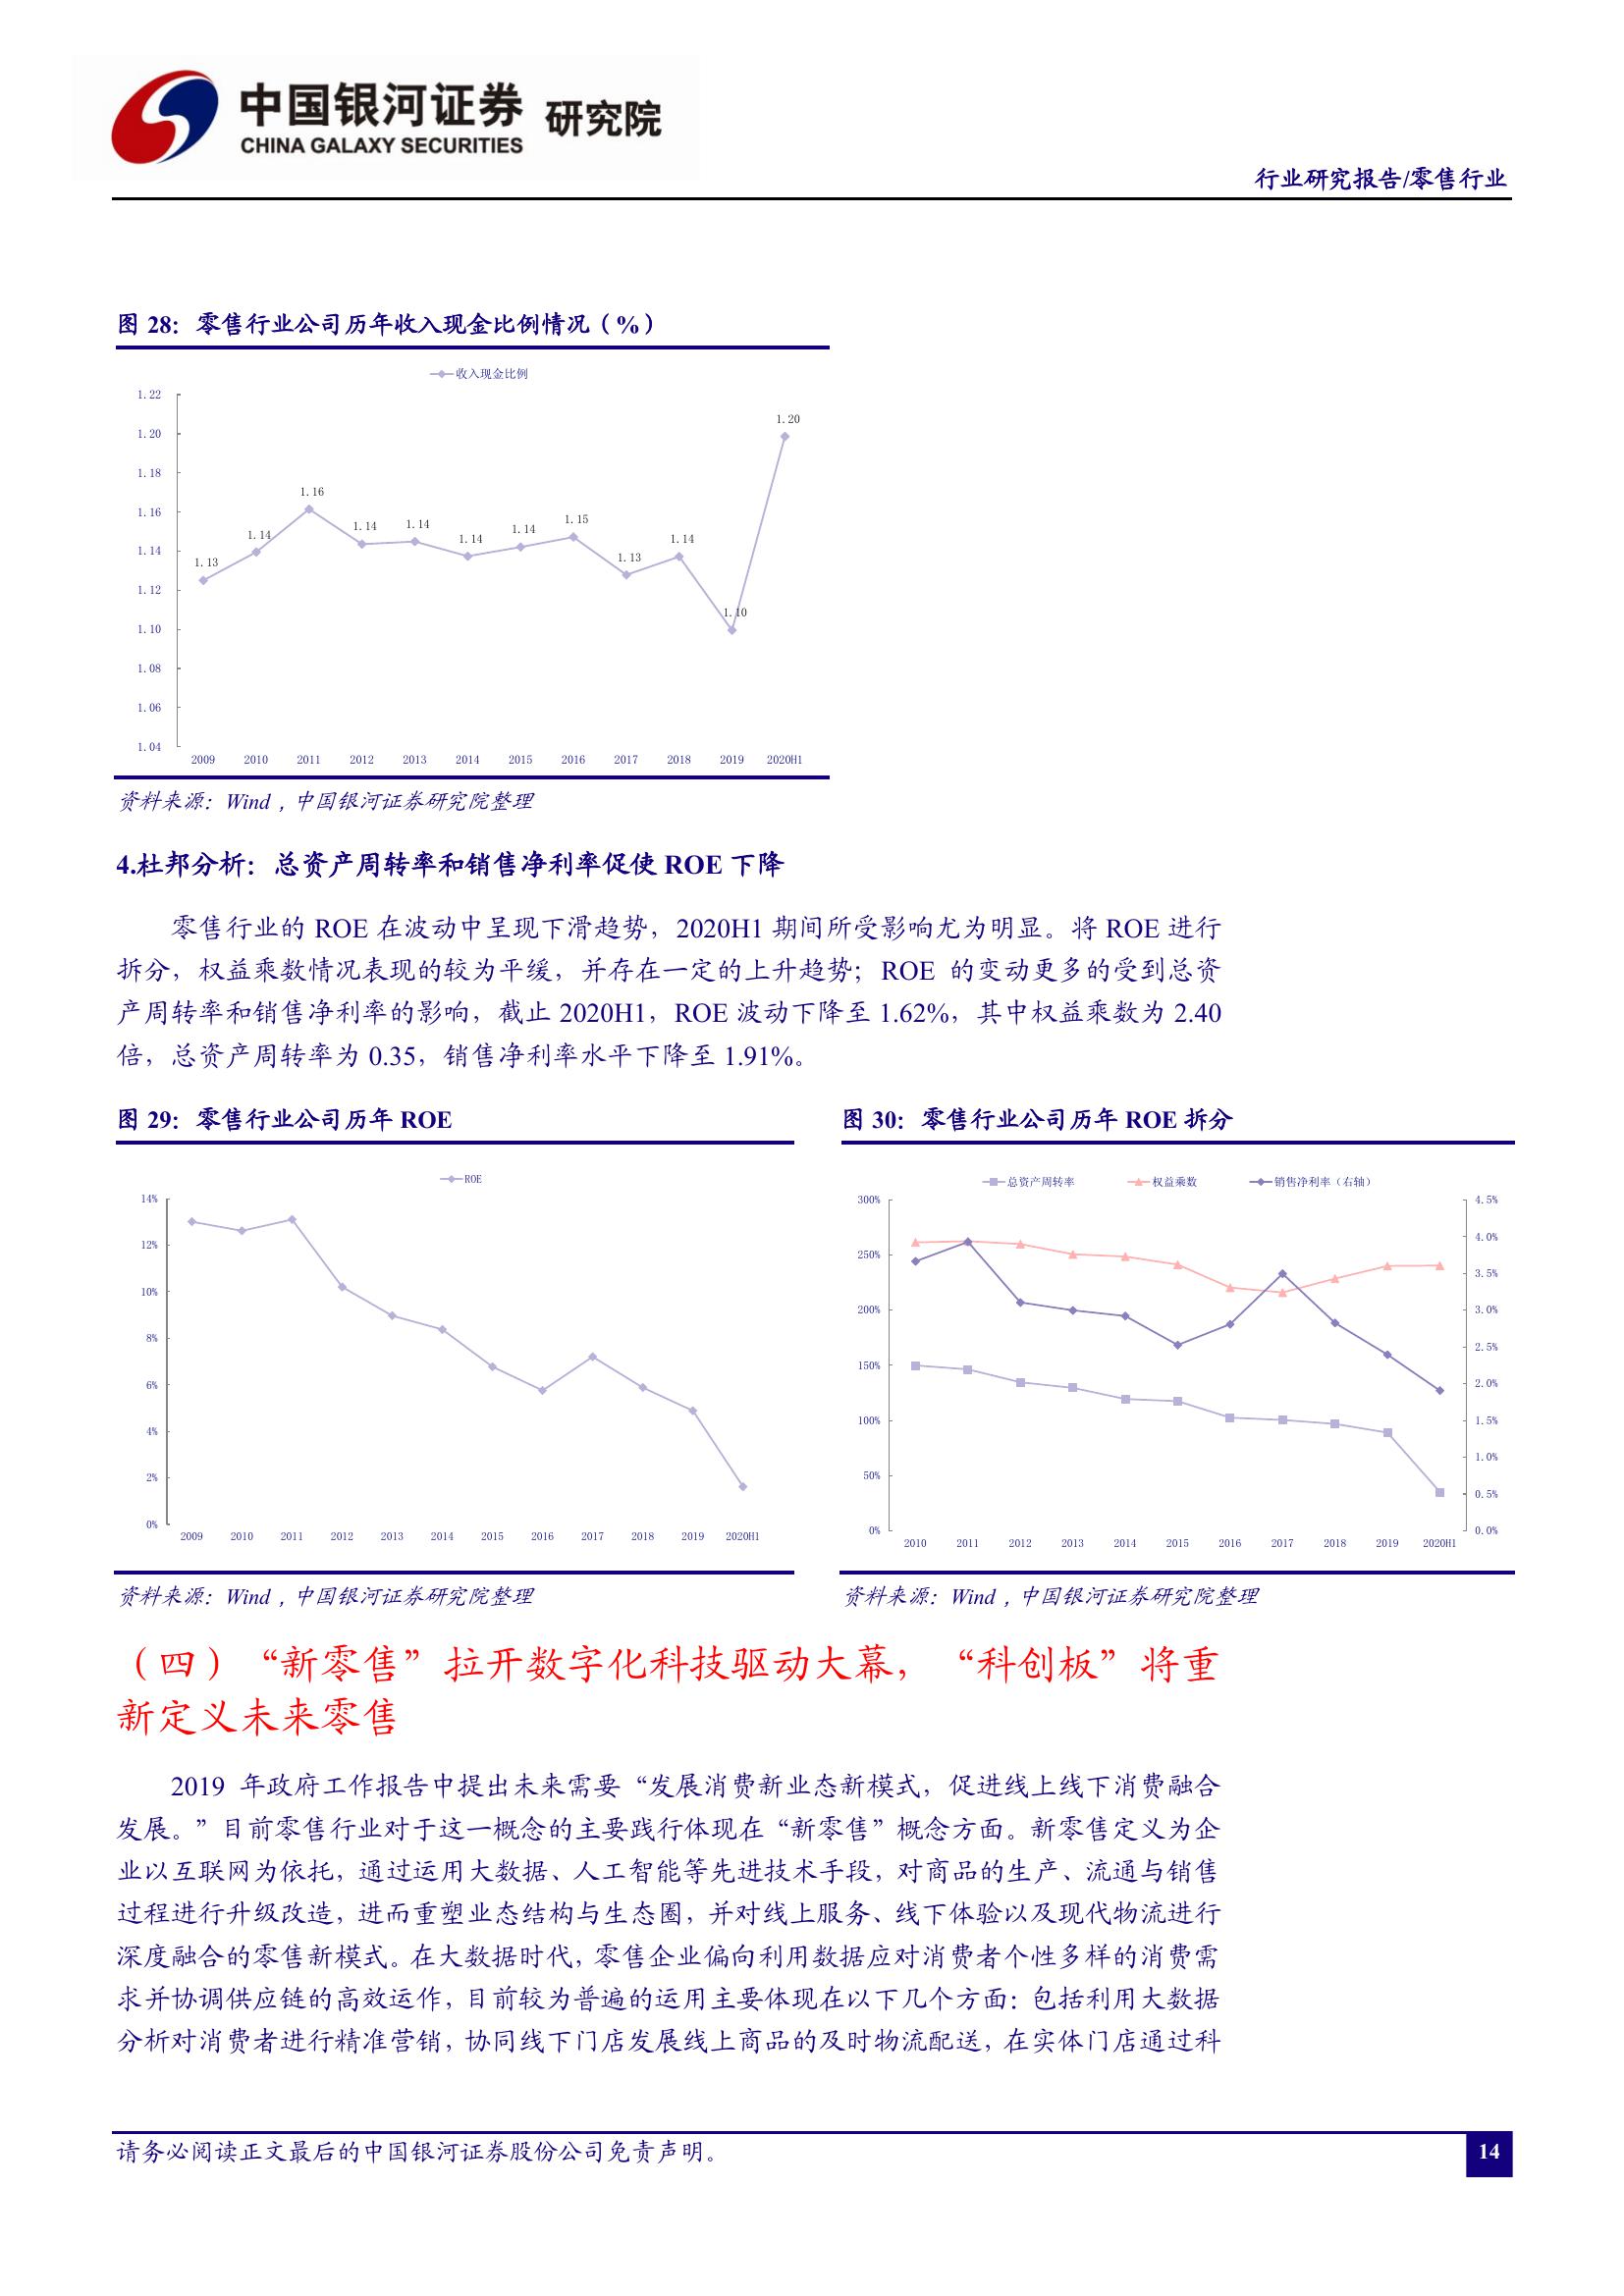 中国银河证券 研究院
CHINA GALAXY SECURITIES
行业研究报告/零售行业
图 28：零售行业公司历年收入现金比例情况（%）
收入现金比例
1.22
1.20
1.18
1.16
1.14
1.12
1.10
1.08
1.06
1.04
1.13
1.14
1.16
1.14
1.14
1.14
1.14
1.15
1.13
1.14
1.10
1.20
2009 2010 2011 2012 2013 2014 2015 2016 2017 2018 2019 2020H1
资料来源：Wind，中国银河证券研究院整理
4.杜邦分析：总资产周转率和销售净利率促使 ROE 下降
零售行业的 ROE 在波动中呈现下滑趋势，2020H1 期间所受影响尤为明显。将 ROE 进行
拆分，权益乘数情况表现的较为平缓，并存在一定的上升趋势；ROE 的变动更多的受到总资
产周转率和销售净利率的影响，截止 2020H1，ROE 波动下降至 1.62%，其中权益乘数为 2.40
倍，总资产周转率为 0.35，销售净利率水平下降至 1.91%。
图 29：零售行业公司历年 ROE
ROE
14%
12%
10%
8%
6%
4%
2%
0%
2009 2010 2011 2012 2013 2014 2015 2016 2017 2018 2019 2020H1
资料来源：Wind，中国银河证券研究院整理
图 30：零售行业公司历年 ROE 拆分
总资产周转率 权益乘数 销售净利率（右轴）
300%
250%
200%
150%
100%
50%
0%
4.5%
4.0%
3.5%
3.0%
2.5%
2.0%
1.5%
1.0%
0.5%
0.0%
2010 2011 2012 2013 2014 2015 2016 2017 2018 2019 2020H1
资料来源：Wind，中国银河证券研究院整理
（四）“新零售”拉开数字化科技驱动大幕，“科创板”将重
新定义未来零售
2019 年政府工作报告中提出未来需要“发展消费新业态新模式，促进线上线下消费融合
发展。”目前零售行业对于这一概念的主要践行体现在“新零售”概念方面。新零售定义为企
业以互联网为依托，通过运用大数据、人工智能等先进技术手段，对商品的生产、流通与销售
过程进行升级改造，进而重塑业态结构与生态圈，并对线上服务、线下体验以及现代物流进行
深度融合的零售新模式。在大数据时代，零售企业偏向利用数据应对消费者个性多样的消费需
求并协调供应链的高效运作，目前较为普遍的运用主要体现在以下几个方面：包括利用大数据
分析对消费者进行精准营销，协同线下门店发展线上商品的及时物流配送，在实体门店通过科
请务必阅读正文最后的中国银河证券股份公司免责声明。
14